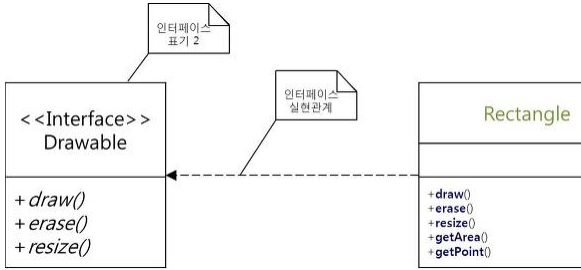 인터페이스
표기 2
인터페이스
실현관계
<<Interface>>
Drawable
+ draw()
+ erase()
+ resize()
Rectangle
+draw()
+erase()
+resize()
+getArea()
+getPoint()